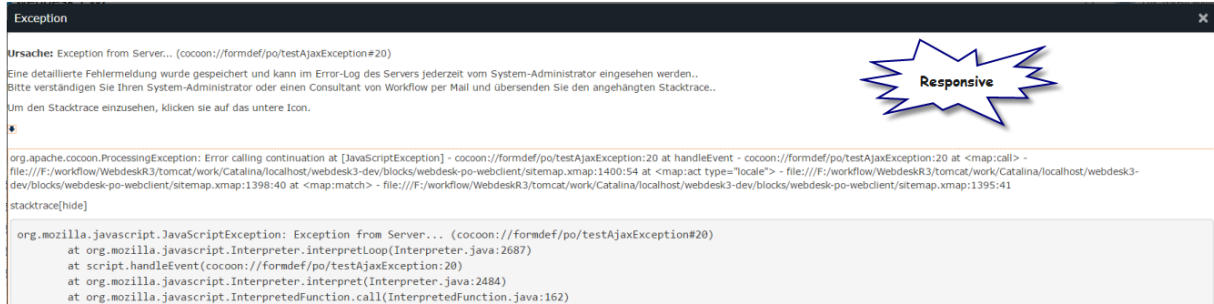 Exception
Ursache: Exception from Server... (cocoon://formdef/po/testAjaxException#20)
Eine detaillierte Fehlermeldung wurde gespeichert und kann im Error-Log des Servers jederzeit vom System-Administrator eingesehen werden..
Bitte verständigen Sie Ihren System-Administrator oder einen Consultant von Workflow per Mail und übersenden Sie den angehängten Stacktrace..
Um den Stacktrace einzusehen, klicken sie auf das untere Icon.
Responsive
org.apache.cocoon.ProcessingException: Error calling continuation at [JavaScriptException] - cocoon://formdef/po/testAjaxException:20 at handleEvent - cocoon://formdef/po/testAjaxException:20 at <map:call> -
file:///F:/workflow/WebdeskR3/tomcat/work/Catalina/localhost/webdesk3-dev/blocks/webdesk-po-webclient/sitemap.xmap:1400:54 at <map:act type="locale"> - file:///F:/workflow/WebdeskR3/tomcat/work/Catalina/localhost/webdesk3-
dev/blocks/webdesk-po-webclient/sitemap.xmap:1398:40 at <map:match> - file:///F:/workflow/WebdeskR3/tomcat/work/Catalina/localhost/webdesk3-dev/blocks/webdesk-po-webclient/sitemap.xmap:1395:41
stacktrace[hide]
org.mozilla.javascript.JavaScriptException: Exception from Server... (cocoon://formdef/po/testAjaxException#20)
at org.mozilla.javascript.Interpreter.interpretLoop(Interpreter.java:2687)
at script.handleEvent(cocoon://formdef/po/testAjaxException:20)
at org.mozilla.javascript.Interpreter.interpret(Interpreter.java:2484)
at org.mozilla.javascript.InterpretedFunction.call(InterpretedFunction.java:162)